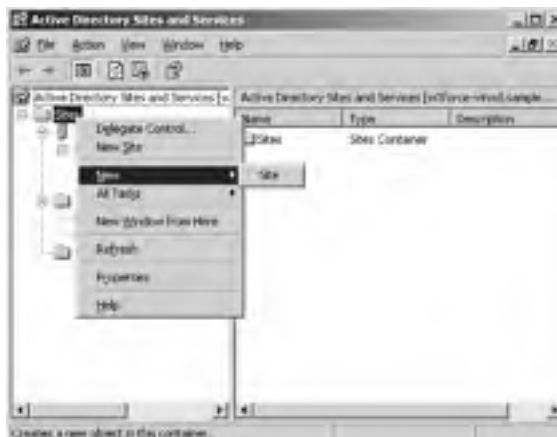 Active Directory Sites and Services
File Action View Window Help
Active Directory Sites and Services
Active Directory Sites and Services
Sites
Name Type Description
Sites Sites Container
Delegate Control...
New Site
New
Site
All Tasks
New Window from Here
Refresh
Properties
Help
Creates a new object in this container.